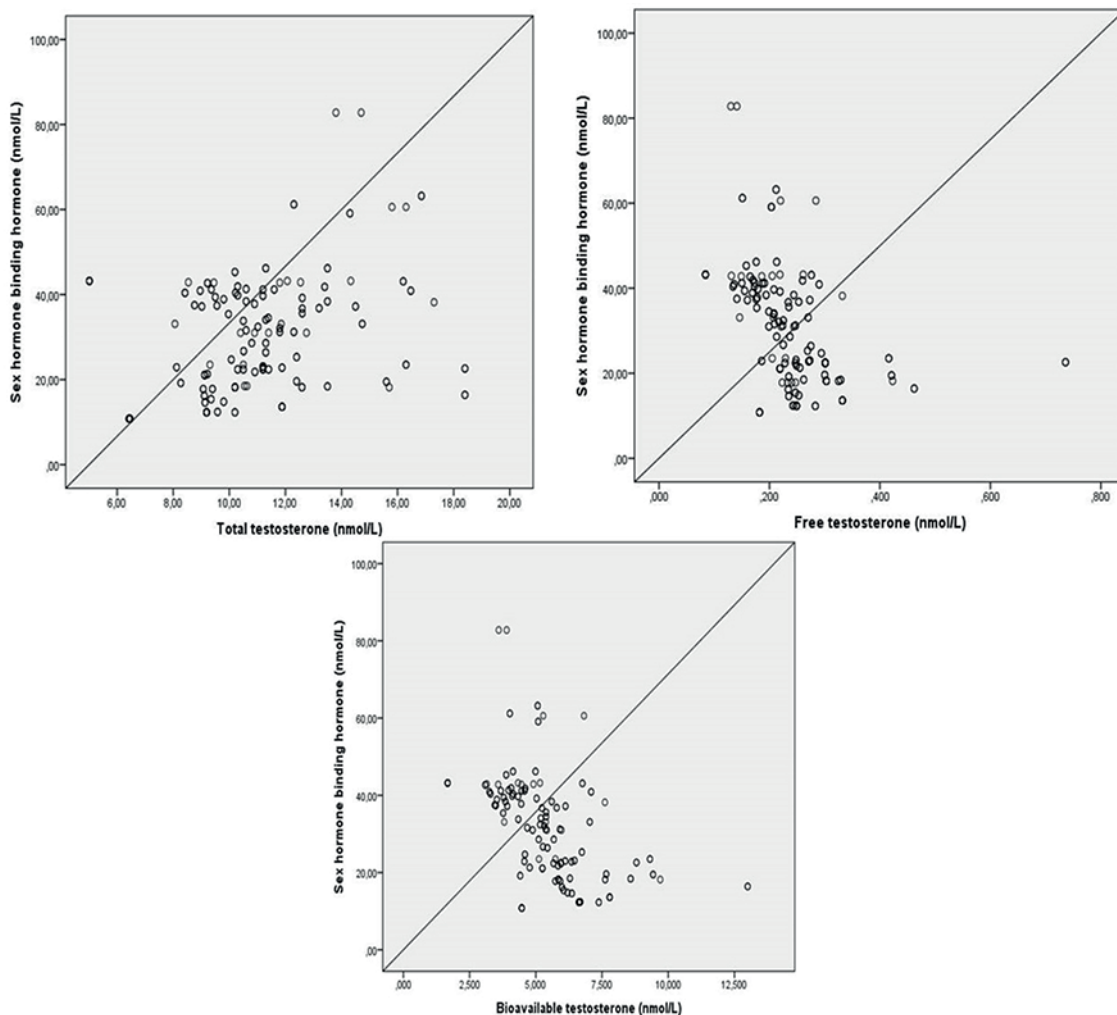 Sex hormone binding hormone (nmol/L)
100,00
80,00
60,00
40,00
20,00
,00
6,00 8,00 10,00 12,00 14,00 16,00 18,00 20,00
Total testosterone (nmol/L)
Sex hormone binding hormone (nmol/L)
100,00
80,00
60,00
40,00
20,00
,00
,000 ,200 ,400 ,600 ,800
Free testosterone (nmol/L)
Sex hormone binding hormone (nmol/L)
100,00
80,00
60,00
40,00
20,00
,00
,000 2,500 5,000 7,500 10,000 12,500
Bioavailable testosterone (nmol/L)